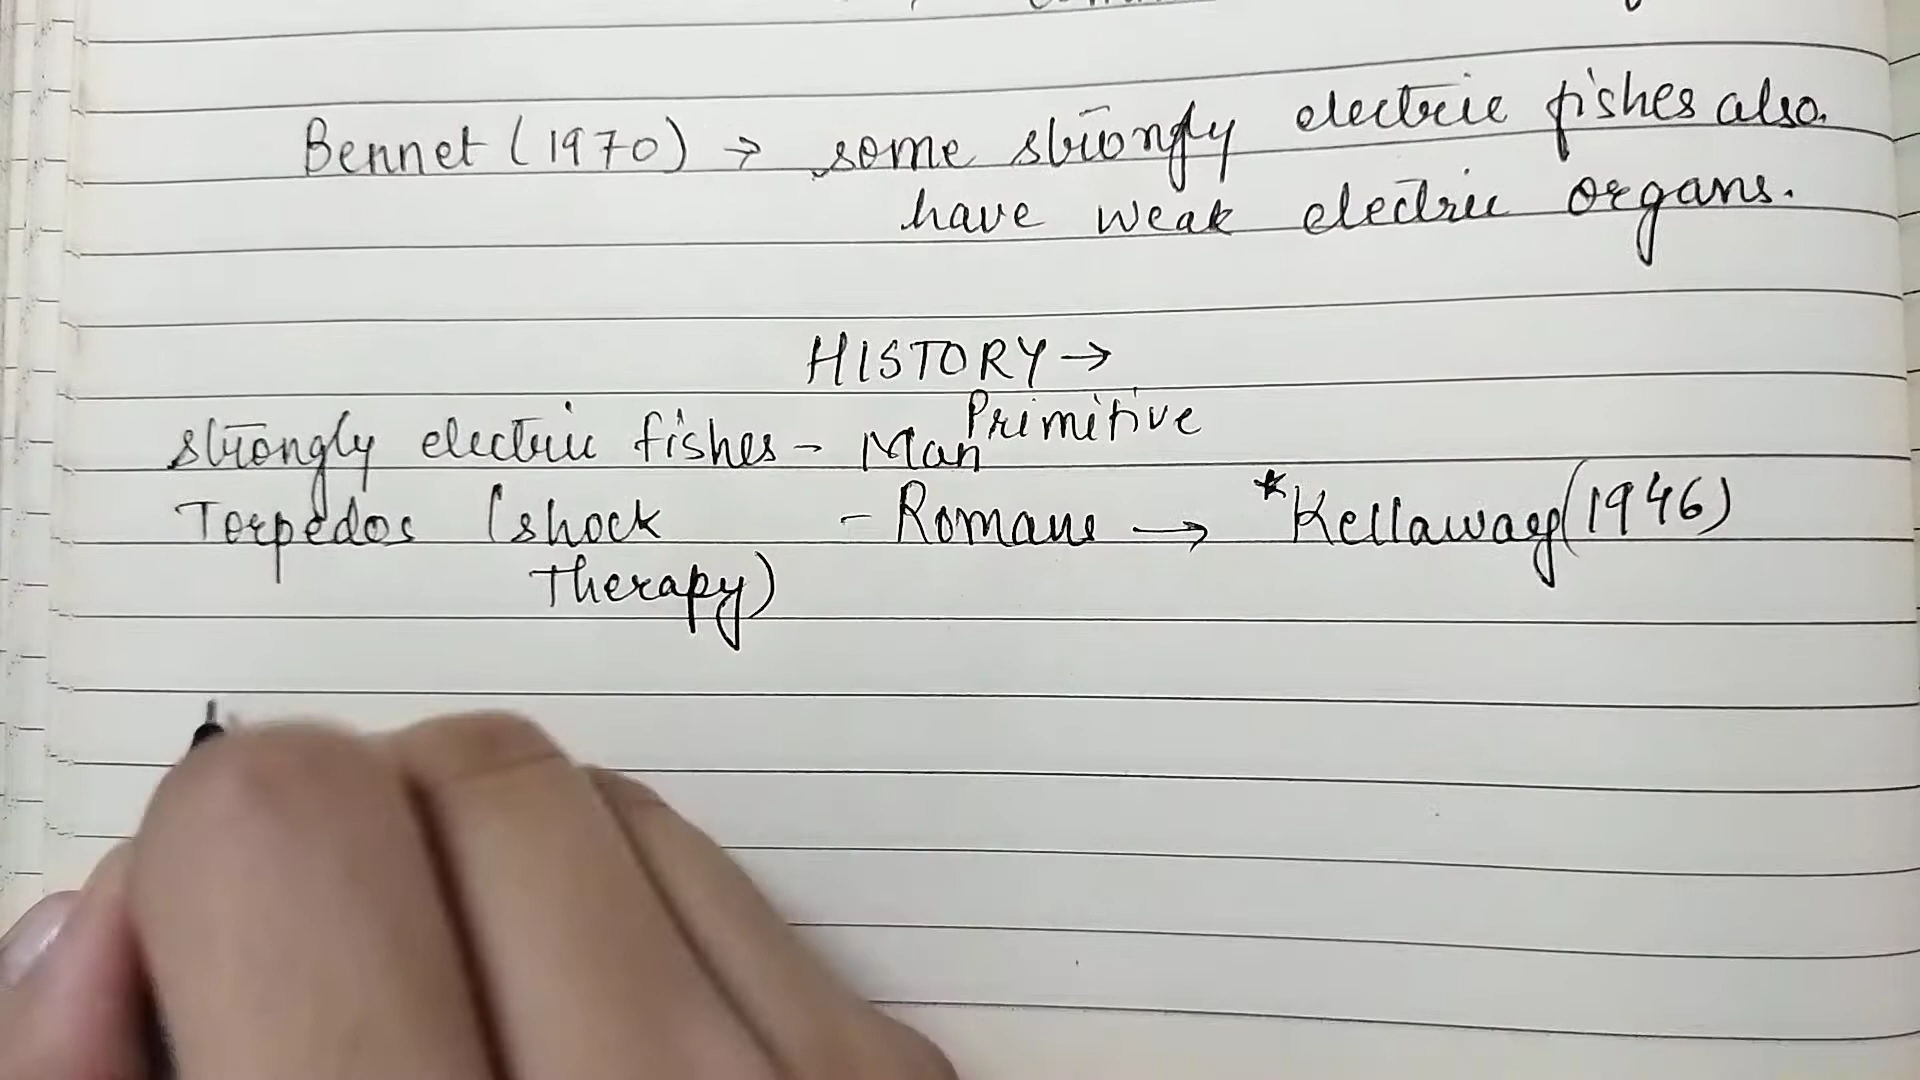 Bennet (1970) → some strongly electric fishes also
have weak electric organs.
HISTORY →
strongly electric fishes - Man Primitive
Torpedos (shock - Romans → *Kellaway (1946)
Therapy)